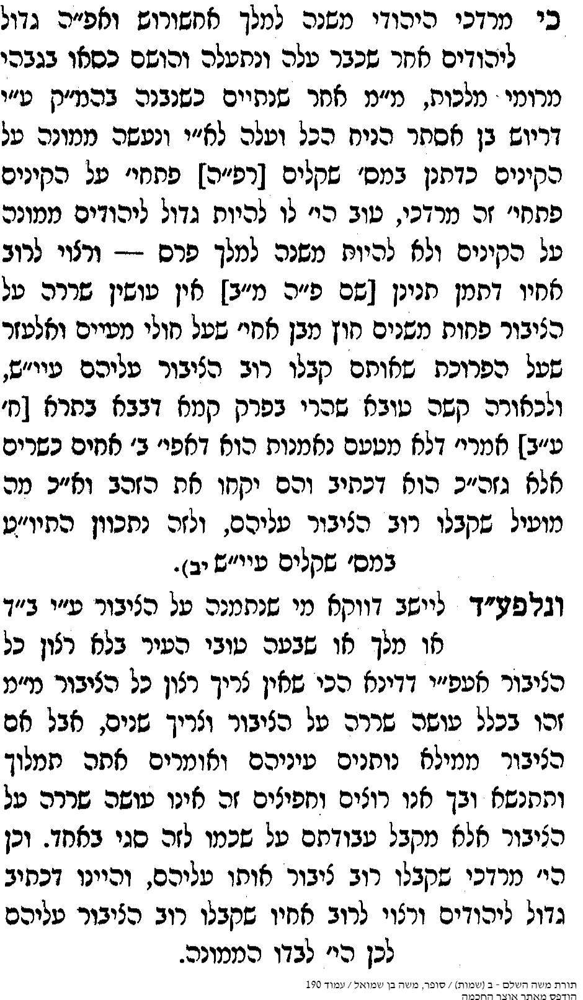 כי מרדכי היהודי משנה למלך אחשורוש ואפ״ה גדול
ליהודים אחר שכבר עלה ונתעלה והושם כסאו בגבהי
מרומי מלכות, מ״מ אחר שנתיים כשנבנה בהמ״ק ע״י
דריוש בן אסתר הניח הכל ועלה לא״י ונעשה ממונה על
הקינים כדתנן במס׳ שקלים [רפ״ה] פתחי׳ על הקינים
פתחי׳ זה מרדכי, טוב הי׳ לו להיות גדול ליהודים ממונה
על הקינים ולא להיות משנה למלך פרס — ורצוי לרוב
אחיו דתמן תנינן [שם פ״ה מ״ב] אין עושין שררה על
הציבור פחות משנים חוץ מבן אחי׳ שעל חולי מעיים ואלעזר
שעל הפרוכת שאותם קבלו רוב הציבור עליהם עיי״ש,
ולכאורה קשה טובא שהרי בפרק קמא דבבא בתרא [ח׳
ע״ב] אמרי׳ דלא מטעם נאמנות הוא דאפי׳ ב׳ אחים כשרים
אלא גזה״כ הוא דכתיב והם יקחו את הזהב וא״כ מה
מועיל שקבלו רוב הציבור עליהם, ולזה נתכוון התיו״ט
במס׳ שקלים עיי״ש יב).
ונלפע״ד ליישב דווקא מי שנתמנה על הציבור ע״י ב״ד
או מלך או שבעה טובי העיר בלא רצון כל
הציבור אעפ״י דדינא הכי שאין צריך רצון כל הציבור מ״מ
זהו בכלל עושה שררה על הציבור וצריך שנים, אבל אם
הציבור ממילא נותנים עיניהם ואומרים אתה תמלוך
ותתנשא ובך אנו רוצים וחפיצים זה אינו עושה שררה על
הציבור אלא מקבל עבודתם על שכמו לזה סגי באחד. וכן
הי׳ מרדכי שקבלו רוב ציבור אותו עליהם, והיינו דכתיב
גדול ליהודים ורצוי לרוב אחיו שקבלו רוב הציבור עליהם
לכן הי׳ לבדו הממונה.
תורת משה השלם - ב (שמות) / סופר, משה בן שמואל / עמוד 190
הודפס מאתר אוצר החכמה